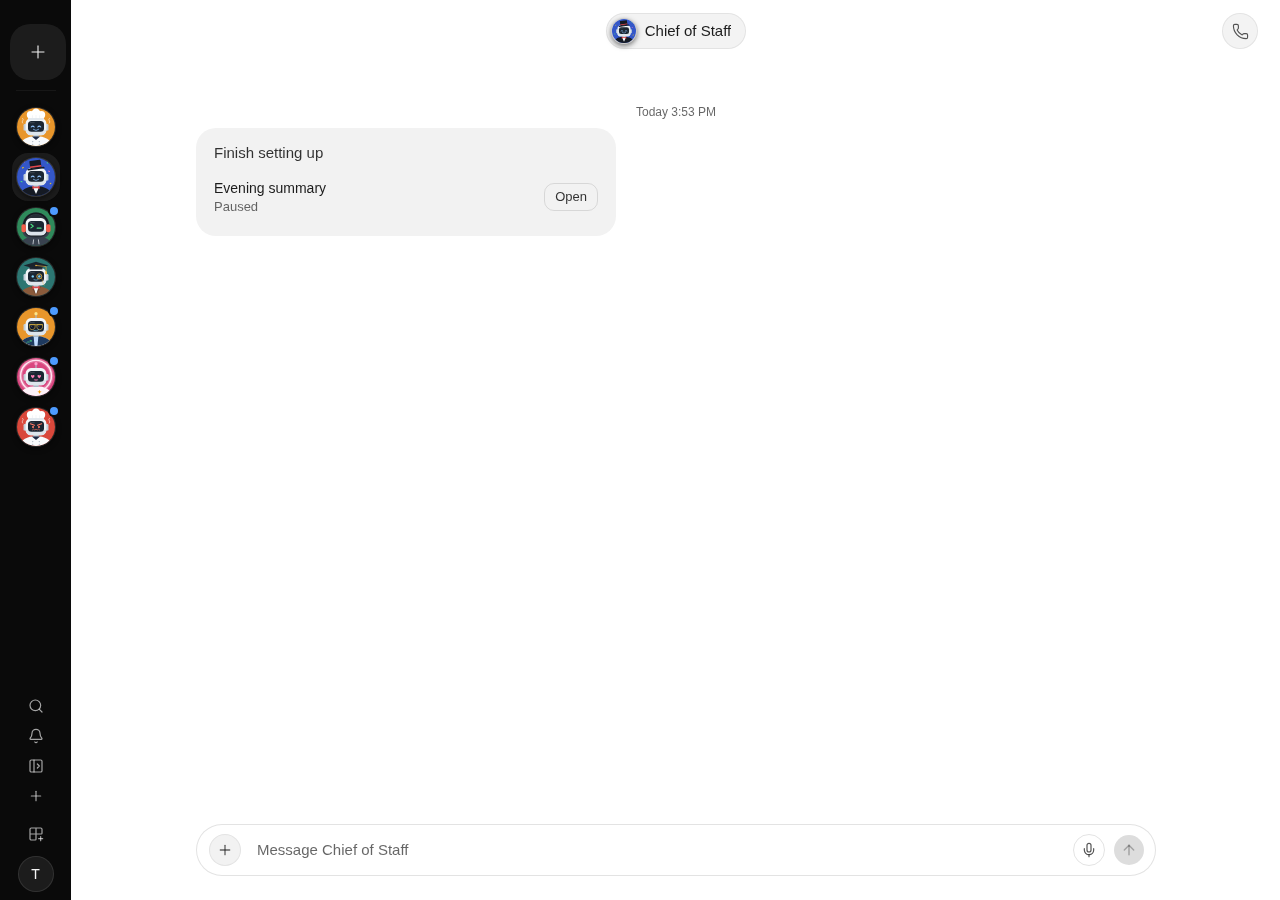 Chief of Staff
Today 3:53 PM
Finish setting up
Evening summary
Paused
Open
Message Chief of Staff
T